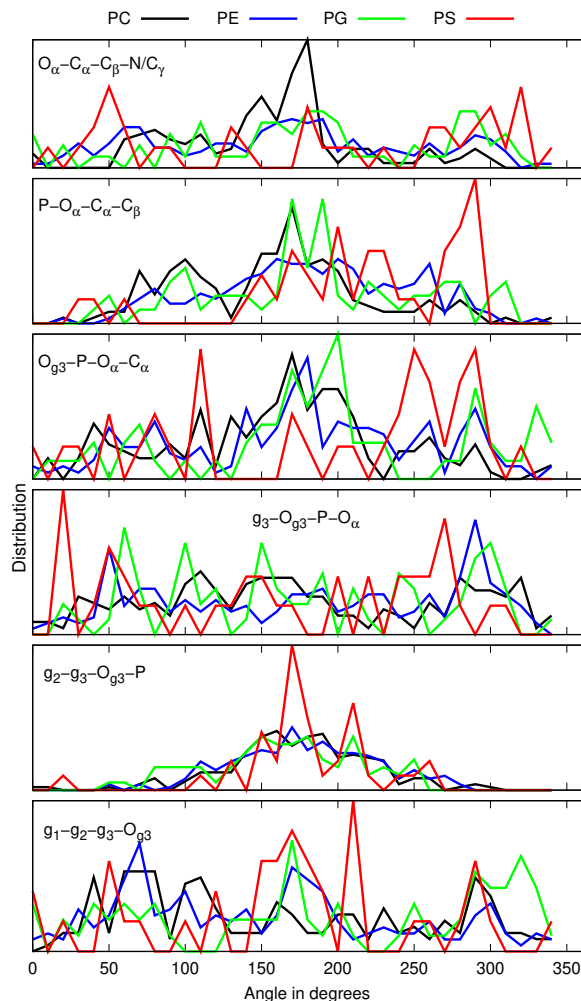 PC PE PG PS
Oα−Cα−Cβ−N/Cγ
P−Oα−Cα−Cβ
Og3−P−Oα−Cα
Distribution
g3−Og3−P−Oα
g2−g3−Og3−P
g1−g2−g3−Og3
0 50 100 150 200 250 300 350
Angle in degrees